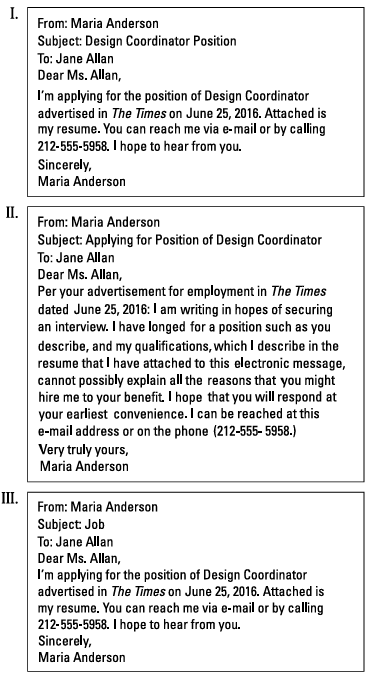 I.
From: Maria Anderson
Subject: Design Coordinator Position
To: Jane Allan
Dear Ms. Allan,
I'm applying for the position of Design Coordinator
advertised in The Times on June 25, 2016. Attached is
my resume. You can reach me via e-mail or by calling
212-555-5958. I hope to hear from you.
Sincerely,
Maria Anderson
II.
From: Maria Anderson
Subject: Applying for Position of Design Coordinator
To: Jane Allan
Dear Ms. Allan,
Per your advertisement for employment in The Times
dated June 25, 2016: I am writing in hopes of securing
an interview. I have longed for a position such as you
describe, and my qualifications, which I describe in the
resume that I have attached to this electronic message,
cannot possibly explain all the reasons that you might
hire me to your benefit. I hope that you will respond at
your earliest convenience. I can be reached at this
e-mail address or on the phone (212-555- 5958.)
Very truly yours,
Maria Anderson
III.
From: Maria Anderson
Subject: Job
To: Jane Allan
Dear Ms. Allan,
I'm applying for the position of Design Coordinator
advertised in The Times on June 25, 2016. Attached is
my resume. You can reach me via e-mail or by calling
212-555-5958. I hope to hear from you.
Sincerely,
Maria Anderson